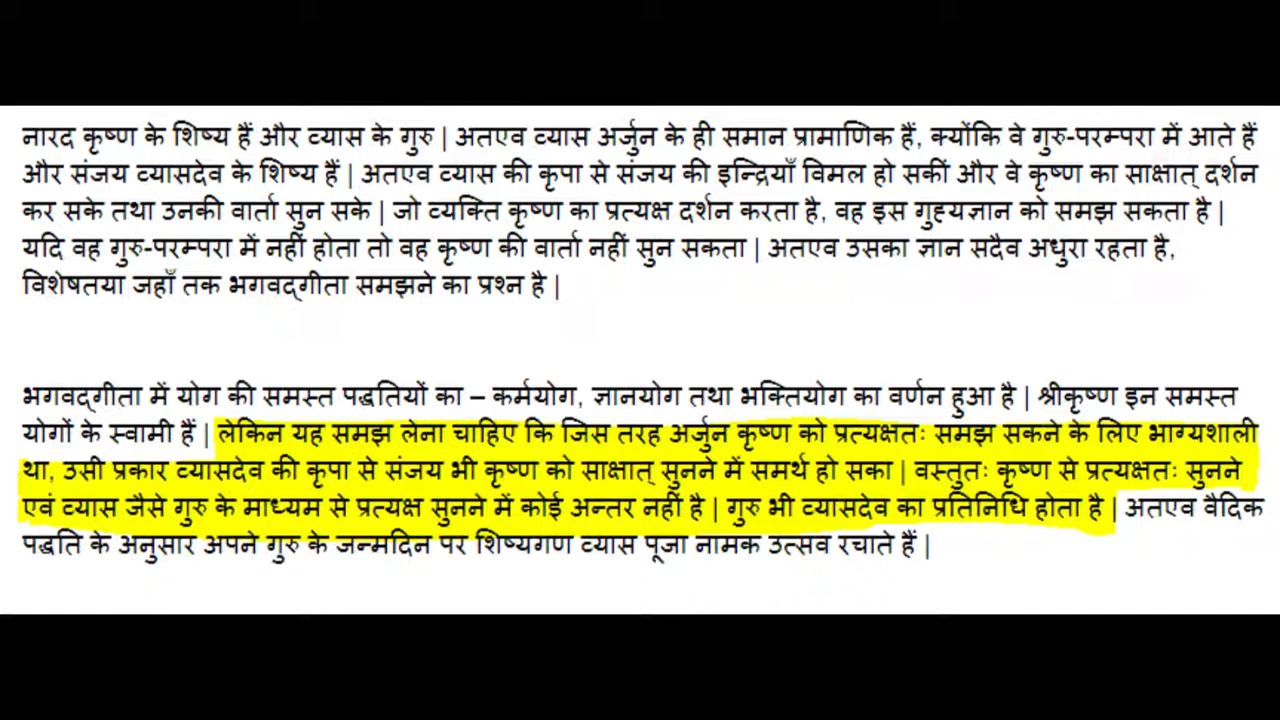 नारद कृष्ण के शिष्य हैं और व्यास के गुरु | अतएव व्यास अर्जुन के ही समान प्रामाणिक हैं, क्योंकि वे गुरु-परम्परा में आते हैं
और संजय व्यासदेव के शिष्य हैं | अतएव व्यास की कृपा से संजय की इन्द्रियाँ विमल हो सकीं और वे कृष्ण का साक्षात् दर्शन
कर सके तथा उनकी वार्ता सुन सके | जो व्यक्ति कृष्ण का प्रत्यक्ष दर्शन करता है, वह इस गुह्यज्ञान को समझ सकता है |
यदि वह गुरु-परम्परा में नहीं होता तो वह कृष्ण की वार्ता नहीं सुन सकता | अतएव उसका ज्ञान सदैव अधुरा रहता है,
विशेषतया जहाँ तक भगवद्गीता समझने का प्रश्न है |
भगवद्गीता में योग की समस्त पद्धतियों का – कर्मयोग, ज्ञानयोग तथा भक्तियोग का वर्णन हुआ है | श्रीकृष्ण इन समस्त
योगों के स्वामी हैं | लेकिन यह समझ लेना चाहिए कि जिस तरह अर्जुन कृष्ण को प्रत्यक्षतः समझ सकने के लिए भाग्यशाली
था, उसी प्रकार व्यासदेव की कृपा से संजय भी कृष्ण को साक्षात् सुनने में समर्थ हो सका | वस्तुतः कृष्ण से प्रत्यक्षतः सुनने
एवं व्यास जैसे गुरु के माध्यम से प्रत्यक्ष सुनने में कोई अन्तर नहीं है | गुरु भी व्यासदेव का प्रतिनिधि होता है | अतएव वैदिक
पद्धति के अनुसार अपने गुरु के जन्मदिन पर शिष्यगण व्यास पूजा नामक उत्सव रचाते हैं |